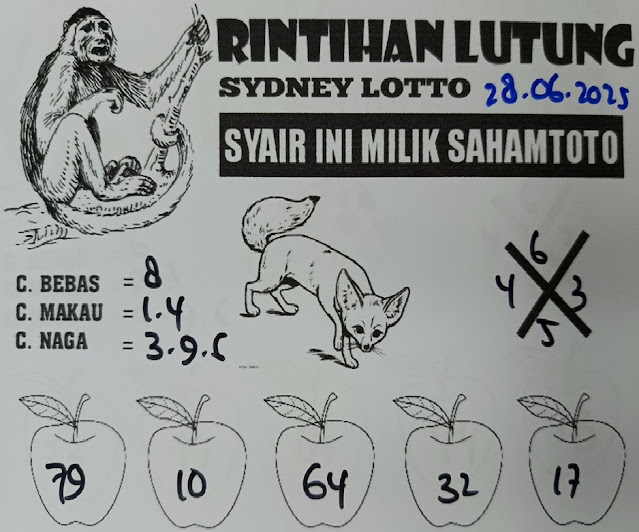 RINTIHAN LUTUNG
SYDNEY LOTTO 28.06.2025
SYAIR INI MILIK SAHAMTOTO
C. BEBAS = 8
C. MAKAU = 1.4
C. NAGA = 3.9.5
6
4 3
5
79 10 64 32 17